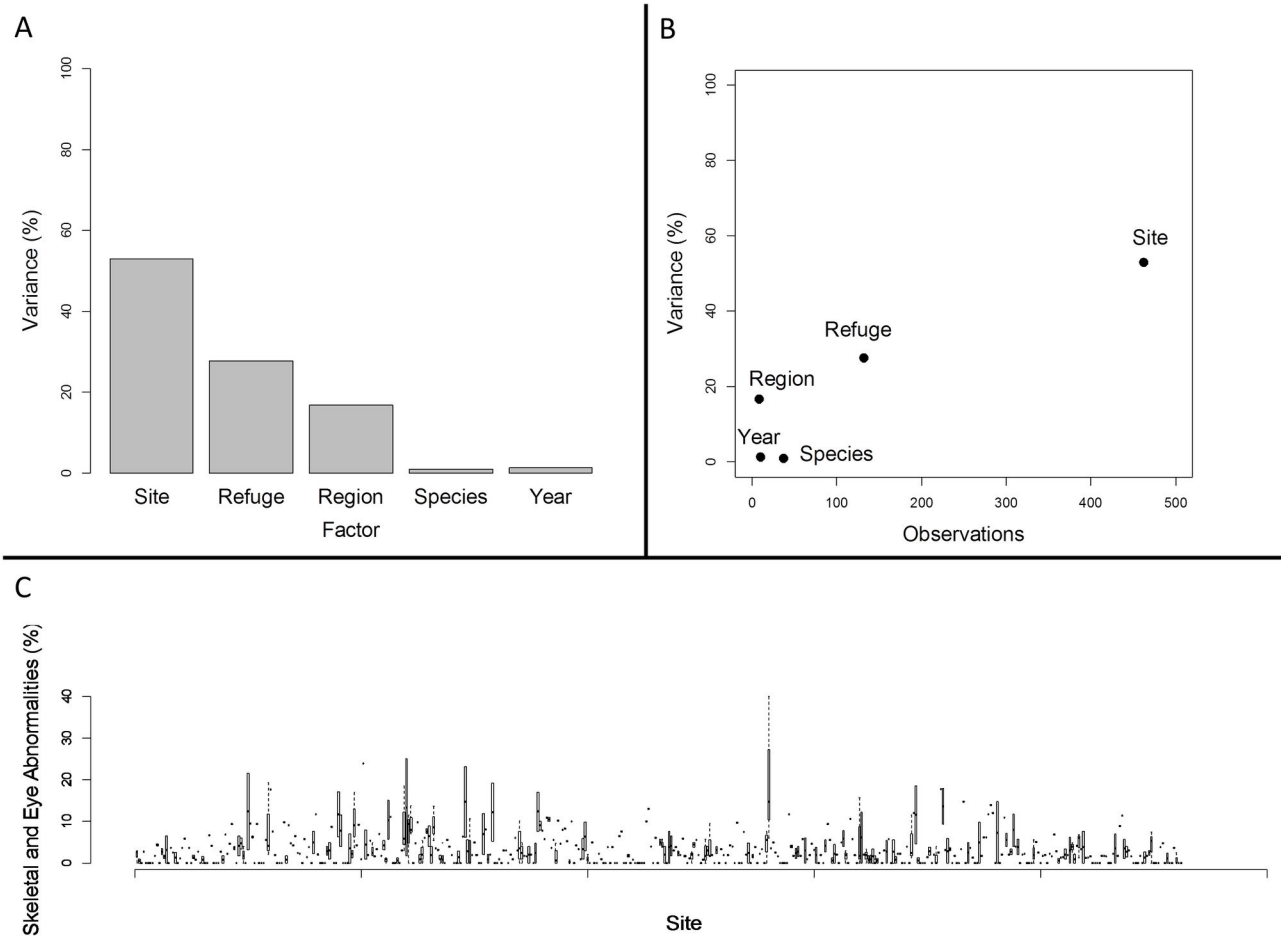 A
Variance (%)
100
80
60
40
20
0
Site Refuge Region Species Year
Factor
B
Variance (%)
100
80
60
40
20
0
Site
Refuge
Region
Year
Species
0 100 200 300 400 500
Observations
C
Skeletal and Eye Abnormalities (%)
40
30
20
10
0
Site